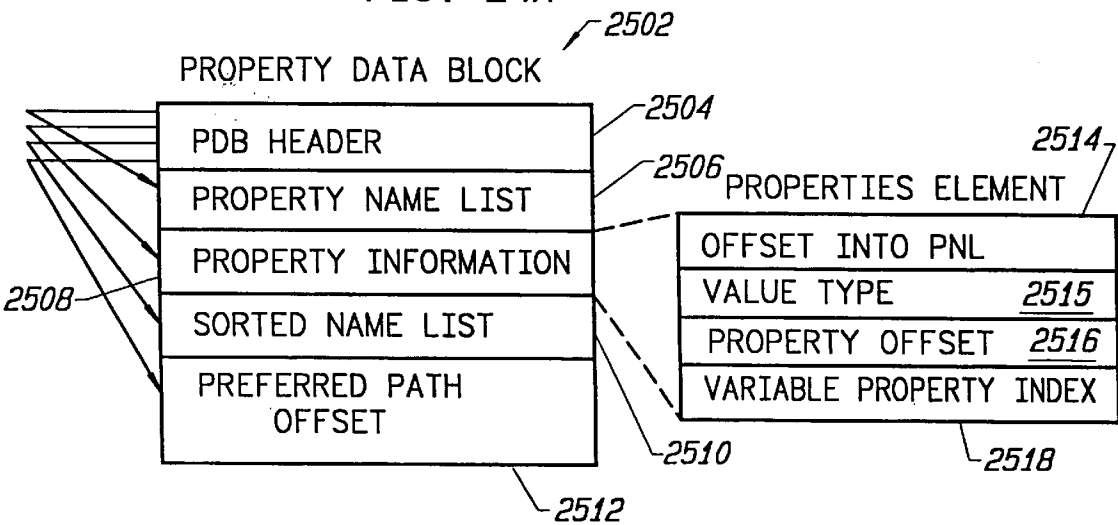 2502
PROPERTY DATA BLOCK
PDB HEADER
2504
PROPERTY NAME LIST
2506
PROPERTY INFORMATION
2508
SORTED NAME LIST
2510
PREFERRED PATH
OFFSET
2512
2514
PROPERTIES ELEMENT
OFFSET INTO PNL
VALUE TYPE 2515
PROPERTY OFFSET 2516
VARIABLE PROPERTY INDEX
2518